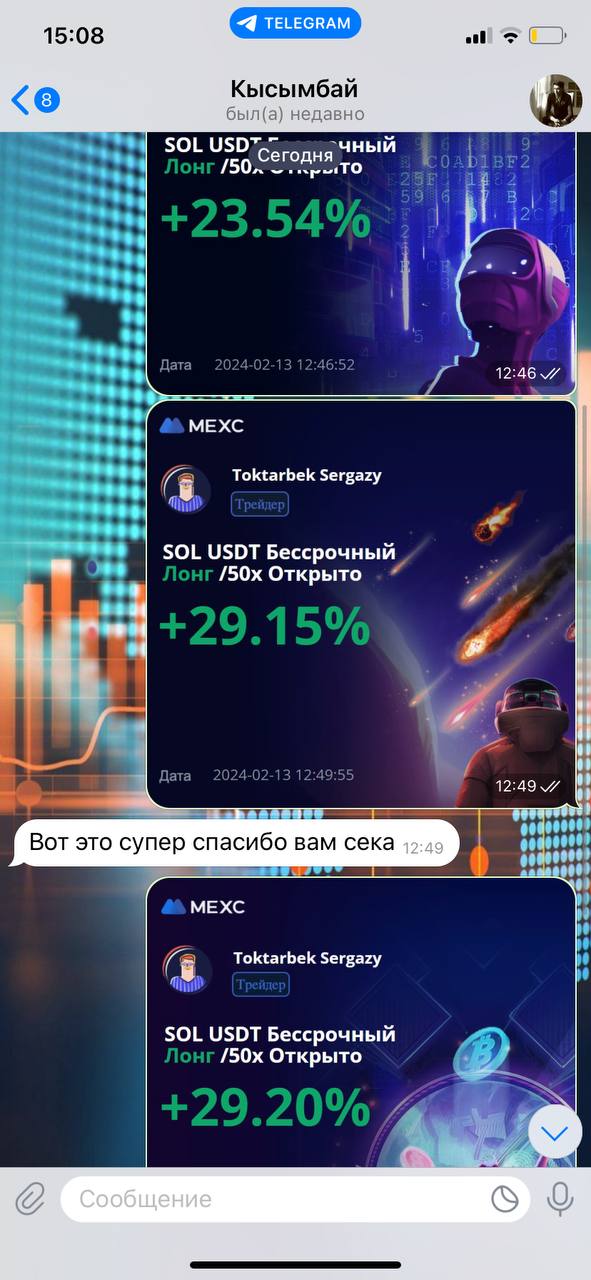 15:08
TELEGRAM
8
Кысымбай
был(а) недавно
SOL USDT Бессрочный
Сегодня
Лонг /50x Открыто
+23.54%
Дата 2024-02-13 12:46:52
12:46
MEXC
Toktarbek Sergazy
Трейдер
SOL USDT Бессрочный
Лонг /50x Открыто
+29.15%
Дата 2024-02-13 12:49:55
12:49
Вот это супер спасибо вам сека 12:49
MEXC
Toktarbek Sergazy
Трейдер
SOL USDT Бессрочный
Лонг /50x Открыто
+29.20%
Сообщение